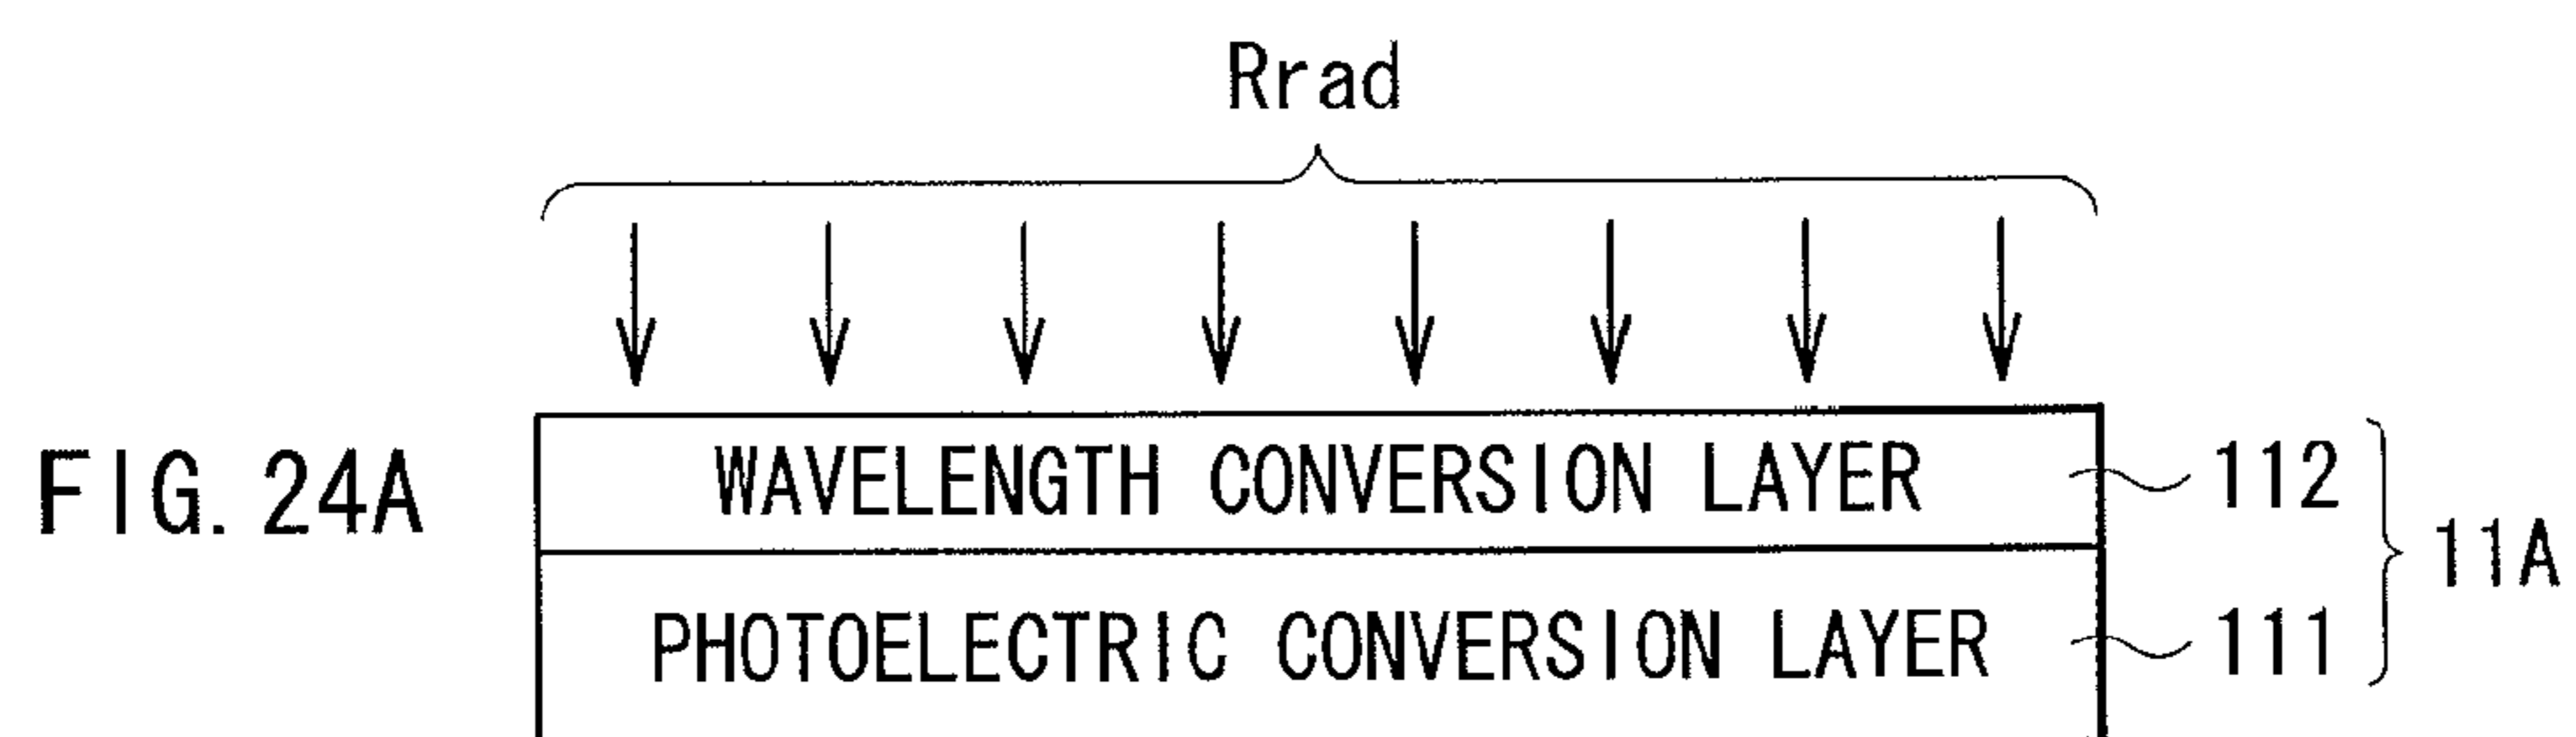 Rrad
WAVELENGTH CONVERSION LAYER
112
FIG. 24A
11A
PHOTOELECTRIC CONVERSION LAYER
111